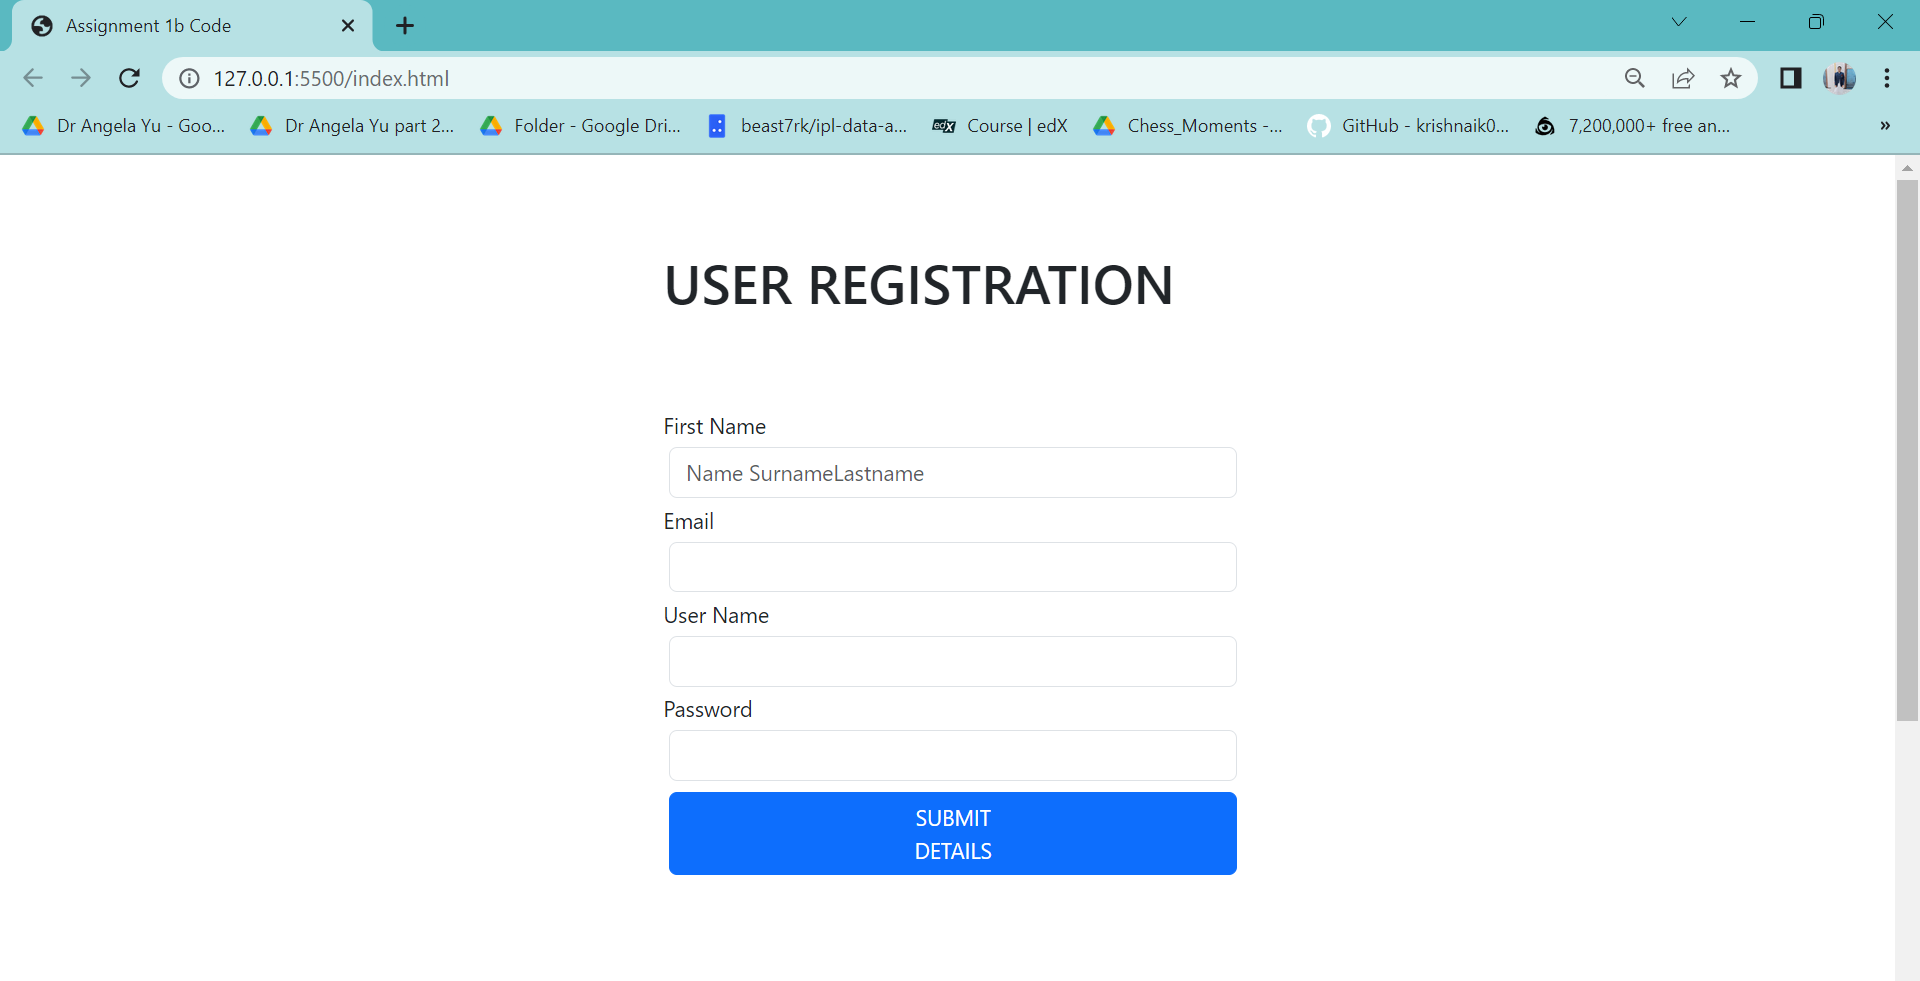 Assignment 1b Code
127.0.0.1:5500/index.html
Dr Angela Yu - Goo... Dr Angela Yu part 2... Folder - Google Dri... beast7rk/ipl-data-a... edX Course | edX Chess_Moments -... GitHub - krishnaik0... 7,200,000+ free an... »
USER REGISTRATION
First Name
Name SurnameLastname
Email
User Name
Password
SUBMIT
DETAILS